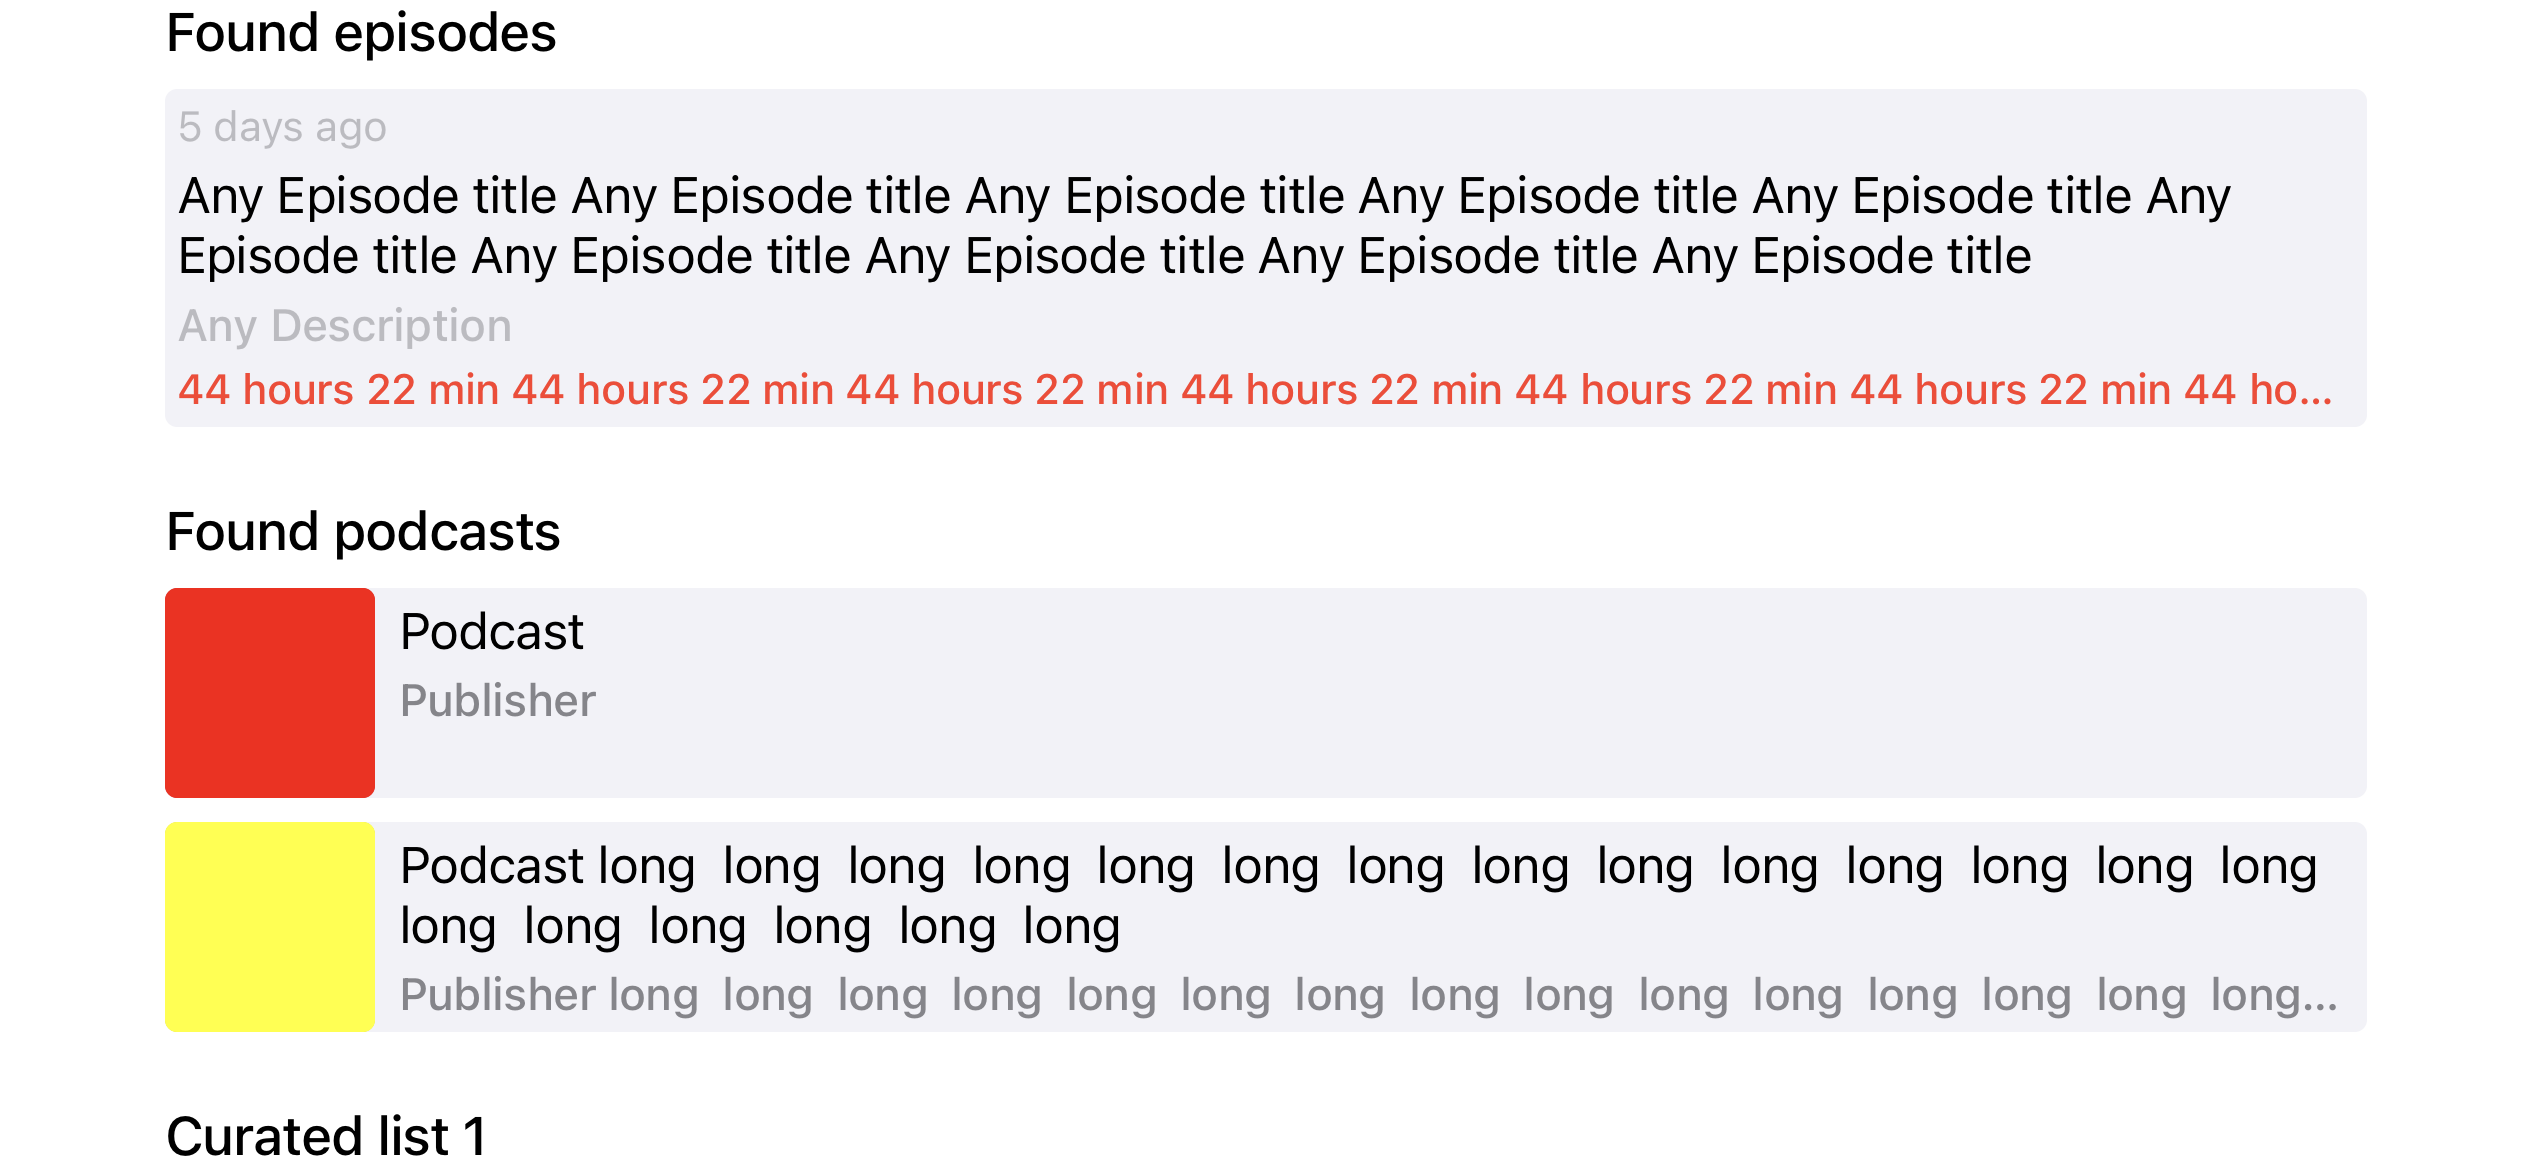 Found episodes
5 days ago
Any Episode title Any Episode title Any Episode title Any Episode title Any Episode title Any
Episode title Any Episode title Any Episode title Any Episode title Any Episode title
Any Description
44 hours 22 min 44 hours 22 min 44 hours 22 min 44 hours 22 min 44 hours 22 min 44 hours 22 min 44 ho...
Found podcasts
Podcast
Publisher
Podcast long long long long long long long long long long long long long long
long long long long long long
Publisher long long long long long long long long long long long long long long long...
Curated list 1